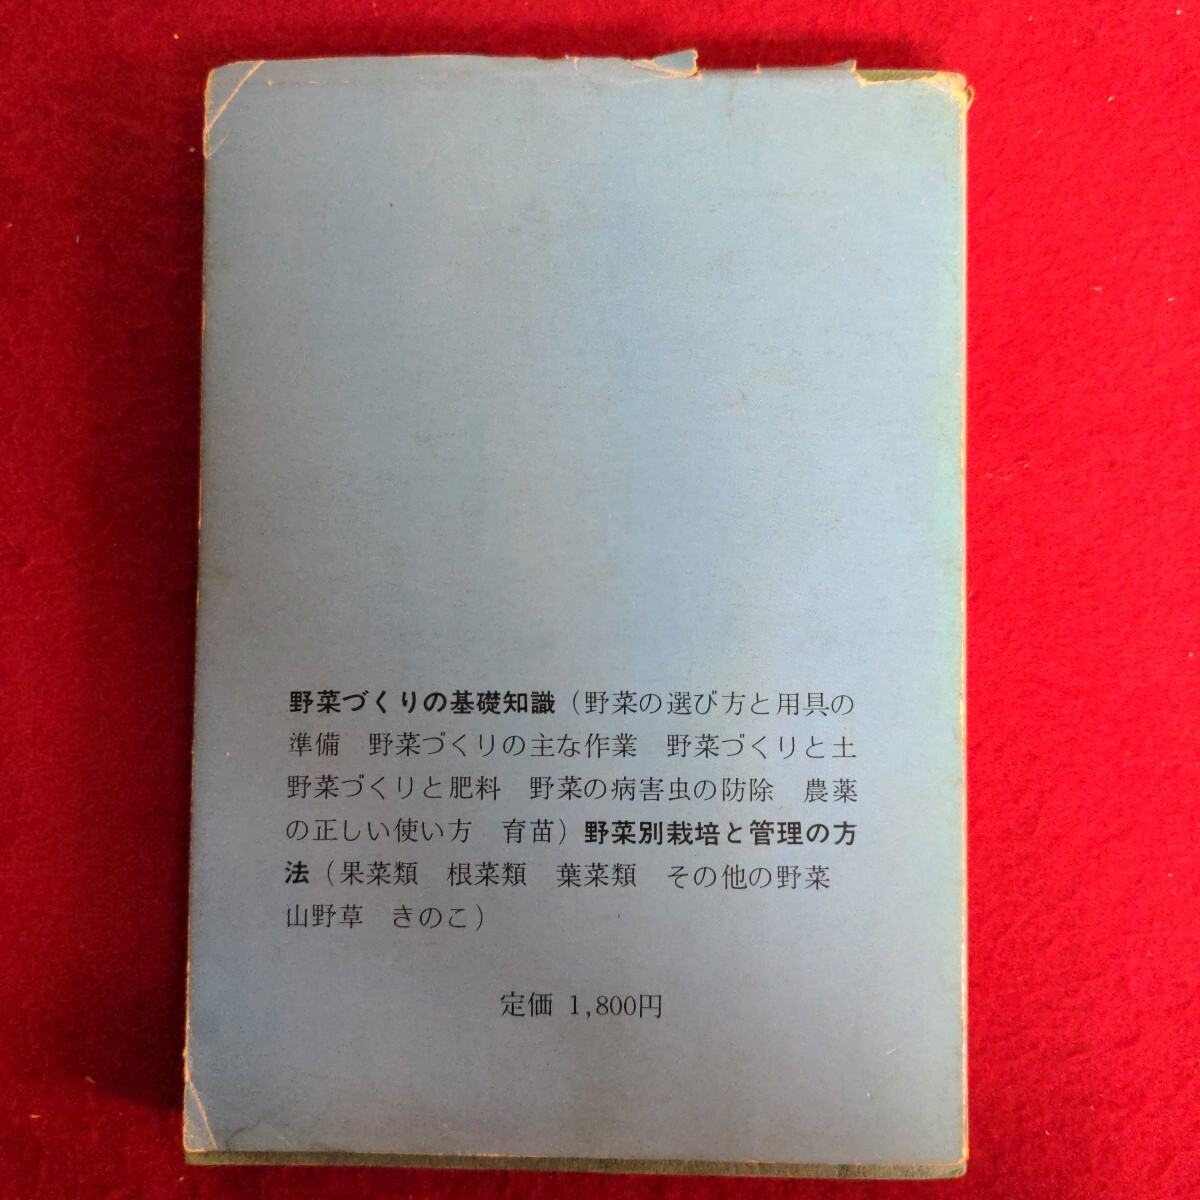 野菜づくりの基礎知識（野菜の選び方と用具の
準備　野菜づくりの主な作業　野菜づくりと土
野菜づくりと肥料　野菜の病害虫の防除　農薬
の正しい使い方　育苗）野菜別栽培と管理の方
法（果菜類　根菜類　葉菜類　その他の野菜
山野草　きのこ）
定価 1,800円